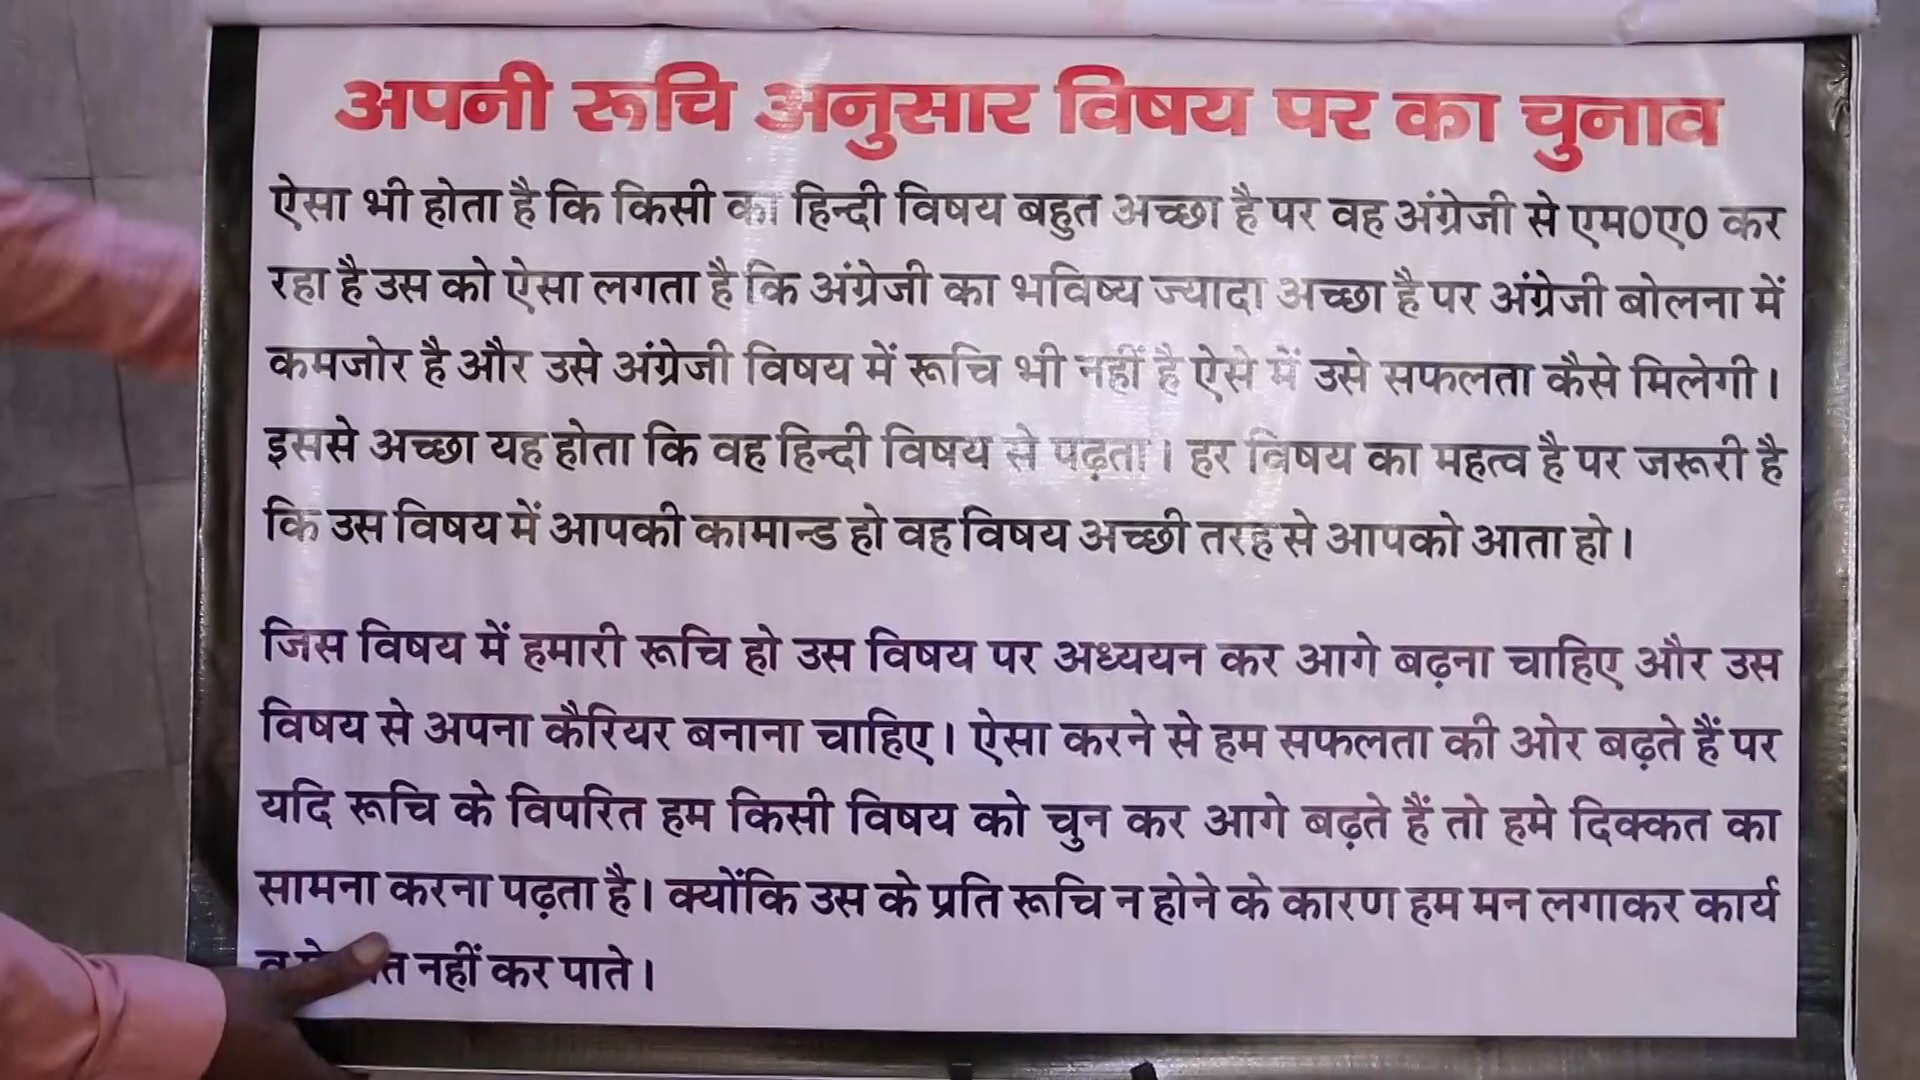 अपनी रूचि अनुसार विषय पर का चुनाव
ऐसा भी होता है कि किसी का हिन्दी विषय बहुत अच्छा है पर वह अंग्रेजी से एम0ए0 कर
रहा है उस को ऐसा लगता है कि अंग्रेजी का भविष्य ज्यादा अच्छा है पर अंग्रेजी बोलना में
कमजोर है और उसे अंग्रेजी विषय में रूचि भी नहीं है ऐसे में उसे सफलता कैसे मिलेगी।
इससे अच्छा यह होता कि वह हिन्दी विषय से पढ़ता। हर विषय का महत्व है पर जरूरी है
कि उस विषय में आपकी कामान्ड हो वह विषय अच्छी तरह से आपको आता हो।
जिस विषय में हमारी रूचि हो उस विषय पर अध्ययन कर आगे बढ़ना चाहिए और उस
विषय से अपना कैरियर बनाना चाहिए। ऐसा करने से हम सफलता की ओर बढ़ते हैं पर
यदि रूचि के विपरित हम किसी विषय को चुन कर आगे बढ़ते हैं तो हमे दिक्कत का
सामना करना पढ़ता है। क्योंकि उस के प्रति रूचि न होने के कारण हम मन लगाकर कार्य
व नहीं कर पाते।